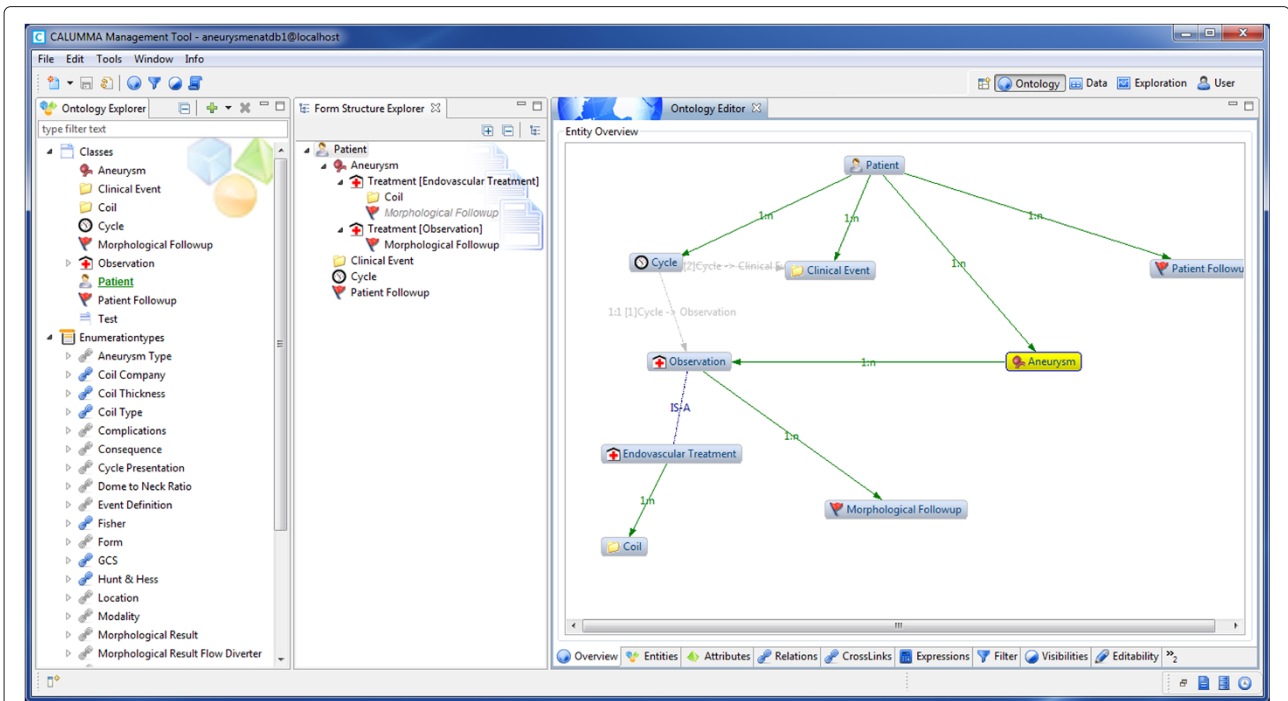 CALUMMA Management Tool - aneurysmenatdb1@localhost
File Edit Tools Window Info
Ontology Data Exploration User
Ontology Explorer
type filter text
Classes
Aneurysm
Clinical Event
Coil
Cycle
Morphological Followup
Observation
Patient
Patient Followup
Test
Enumerationtypes
Aneurysm Type
Coil Company
Coil Thickness
Coil Type
Complications
Consequence
Cycle Presentation
Dome to Neck Ratio
Event Definition
Fisher
Form
GCS
Hunt & Hess
Location
Modality
Morphological Result
Morphological Result Flow Diverter
Form Structure Explorer
Patient
Aneurysm
Treatment [Endovascular Treatment]
Coil
Morphological Followup
Treatment [Observation]
Morphological Followup
Clinical Event
Cycle
Patient Followup
Ontology Editor
Entity Overview
Patient
1:n
1:n
1:n
1:n
Cycle
[2]Cycle -> Clinical E
Clinical Event
Patient Followu
1:1 [1]Cycle -> Observation
Observation
1:n
Aneurysm
IS-A
1:n
Endovascular Treatment
1:n
Morphological Followup
Coil
Overview Entities Attributes Relations CrossLinks Expressions Filter Visibilities Editability »2